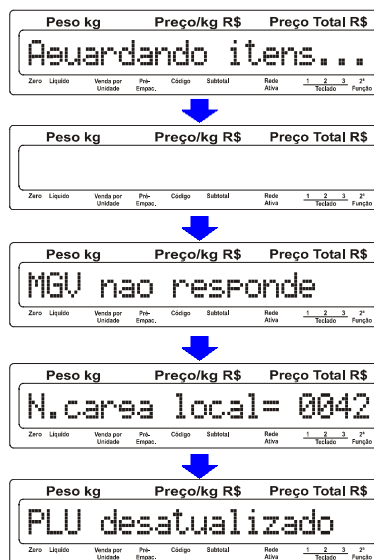 Peso kg Preço/kg R$ Preço Total R$
Aguardando itens...
Zero Líquido Venda por Unidade Pré-Empac. Código Subtotal Rede Ativa 1 2 3 Teclado 2ª Função
Peso kg Preço/kg R$ Preço Total R$
Zero Líquido Venda por Unidade Pré-Empac. Código Subtotal Rede Ativa 1 2 3 Teclado 2ª Função
Peso kg Preço/kg R$ Preço Total R$
MGV nao responde
Zero Líquido Venda por Unidade Pré-Empac. Código Subtotal Rede Ativa 1 2 3 Teclado 2ª Função
Peso kg Preço/kg R$ Preço Total R$
N.carga local= 0042
Zero Líquido Venda por Unidade Pré-Empac. Código Subtotal Rede Ativa 1 2 3 Teclado 2ª Função
Peso kg Preço/kg R$ Preço Total R$
PLU desatualizado
Zero Líquido Venda por Unidade Pré-Empac. Código Subtotal Rede Ativa 1 2 3 Teclado 2ª Função